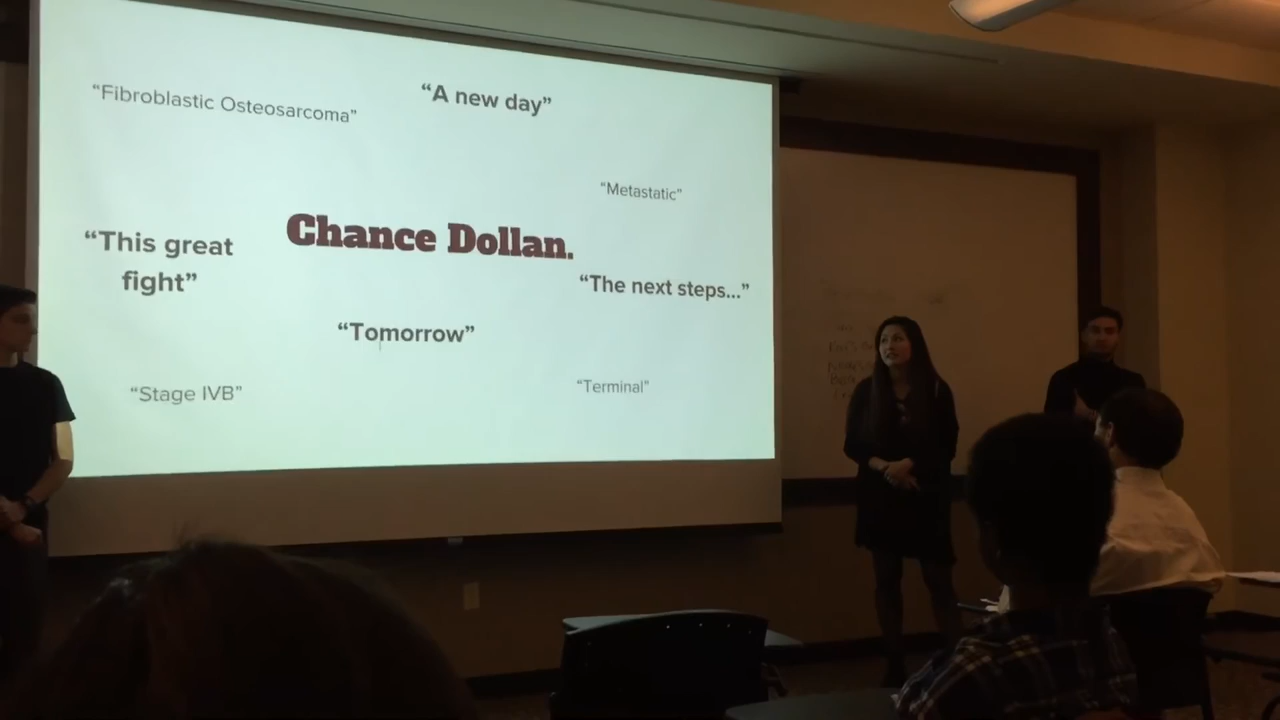 “Fibroblastic Osteosarcoma”
“A new day”
“Metastatic”
“This great
fight”
Chance Dollan.
“The next steps...”
“Tomorrow”
“Stage IVB”
“Terminal”